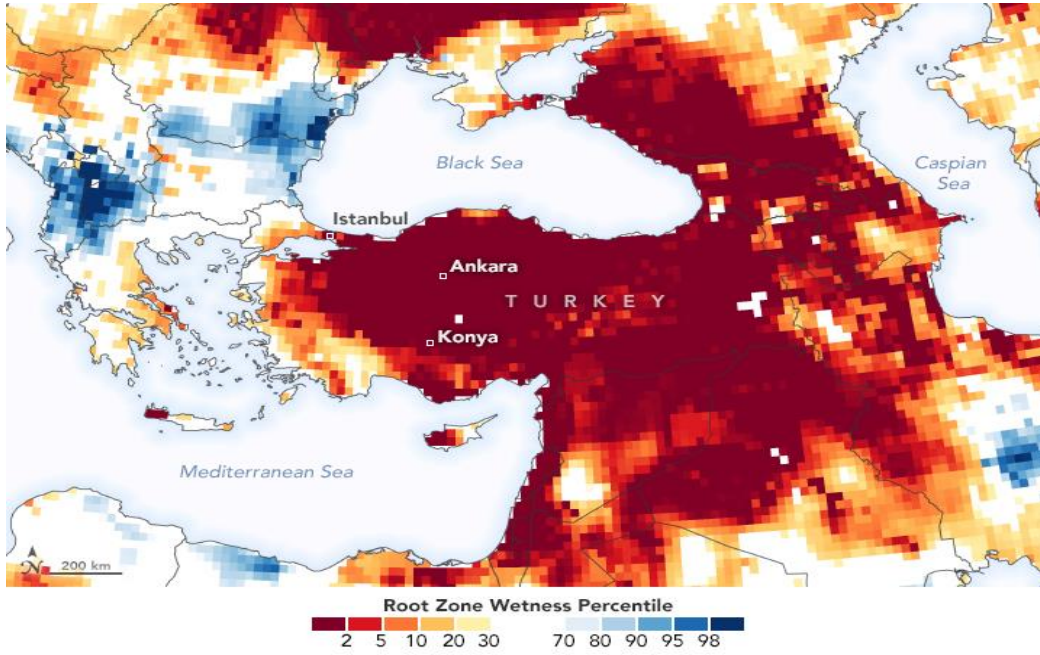 Black Sea
Caspian
Sea
Istanbul
Ankara
TURKEY
Konya
Mediterranean Sea
N 200 km
Root Zone Wetness Percentile
2 5 10 20 30 70 80 90 95 98